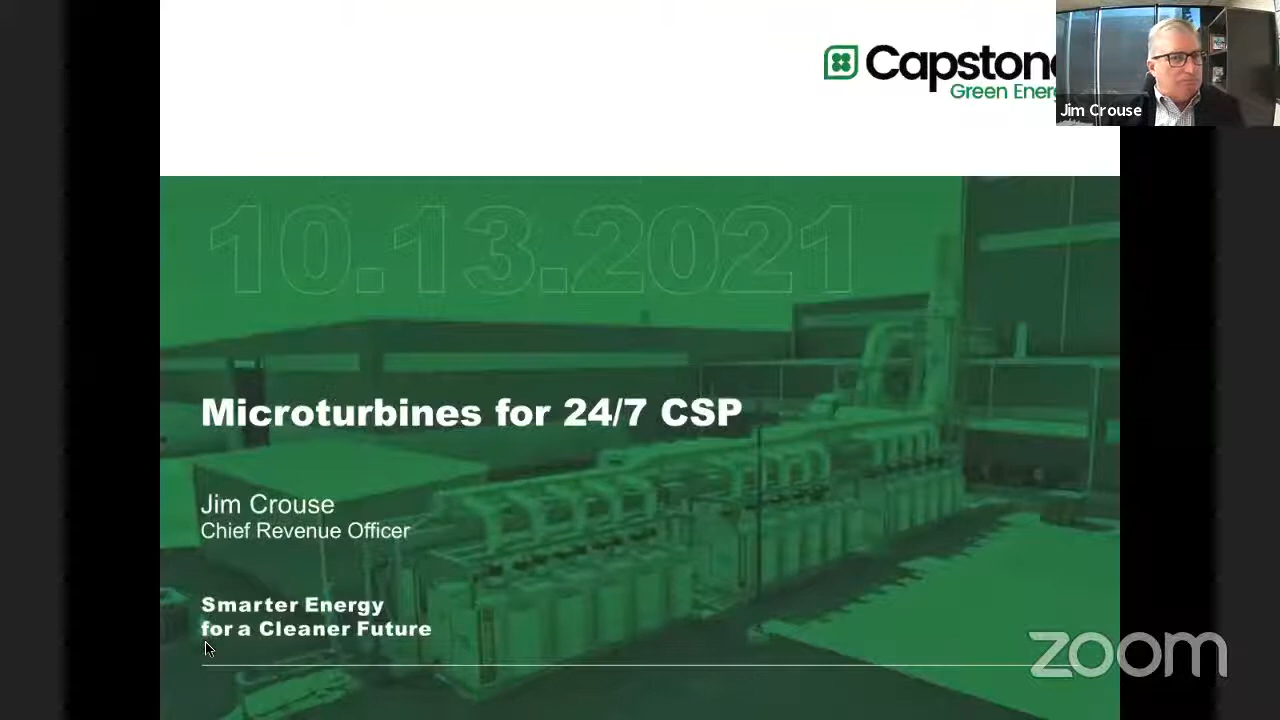 Capston
Green Ener
Jim Crouse
10.13.2021
Microturbines for 24/7 CSP
Jim Crouse
Chief Revenue Officer
Smarter Energy
for a Cleaner Future
zoom